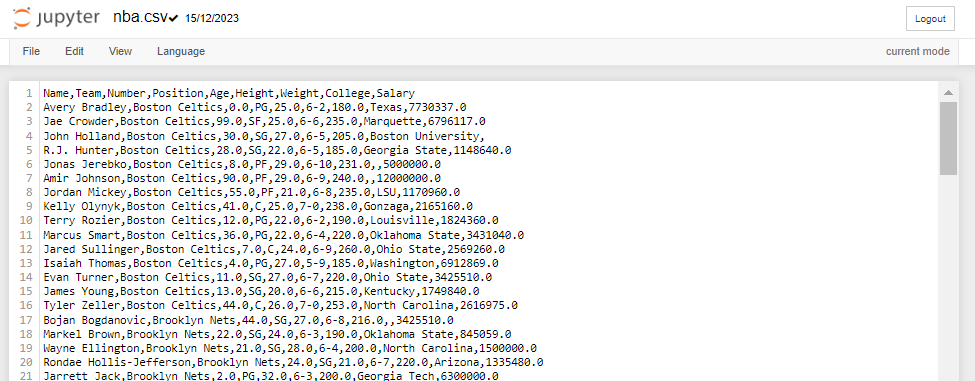 jupyter nba.csv✔ 15/12/2023
Logout
File Edit View Language current mode
1 Name,Team,Number,Position,Age,Height,Weight,College,Salary
2 Avery Bradley,Boston Celtics,0.0,PG,25.0,6-2,180.0,Texas,7730337.0
3 Jae Crowder,Boston Celtics,99.0,SF,25.0,6-6,235.0,Marquette,6796117.0
4 John Holland,Boston Celtics,30.0,SG,27.0,6-5,205.0,Boston University,
5 R.J. Hunter,Boston Celtics,28.0,SG,22.0,6-5,185.0,Georgia State,1148640.0
6 Jonas Jerebko,Boston Celtics,8.0,PF,29.0,6-10,231.0,,5000000.0
7 Amir Johnson,Boston Celtics,90.0,PF,29.0,6-9,240.0,,12000000.0
8 Jordan Mickey,Boston Celtics,55.0,PF,21.0,6-8,235.0,LSU,1170960.0
9 Kelly Olynyk,Boston Celtics,41.0,C,25.0,7-0,238.0,Gonzaga,2165160.0
10 Terry Rozier,Boston Celtics,12.0,PG,22.0,6-2,190.0,Louisville,1824360.0
11 Marcus Smart,Boston Celtics,36.0,PG,22.0,6-4,220.0,Oklahoma State,3431040.0
12 Jared Sullinger,Boston Celtics,7.0,C,24.0,6-9,260.0,Ohio State,2569260.0
13 Isaiah Thomas,Boston Celtics,4.0,PG,27.0,5-9,185.0,Washington,6912869.0
14 Evan Turner,Boston Celtics,11.0,SG,27.0,6-7,220.0,Ohio State,3425510.0
15 James Young,Boston Celtics,13.0,SG,20.0,6-6,215.0,Kentucky,1749840.0
16 Tyler Zeller,Boston Celtics,44.0,C,26.0,7-0,253.0,North Carolina,2616975.0
17 Bojan Bogdanovic,Brooklyn Nets,44.0,SG,27.0,6-8,216.0,,3425510.0
18 Markel Brown,Brooklyn Nets,22.0,SG,24.0,6-3,190.0,Oklahoma State,845059.0
19 Wayne Ellington,Brooklyn Nets,21.0,SG,28.0,6-4,200.0,North Carolina,1500000.0
20 Rondae Hollis-Jefferson,Brooklyn Nets,24.0,SG,21.0,6-7,220.0,Arizona,1335480.0
21 Jarrett Jack,Brooklyn Nets,2.0,PG,32.0,6-3,200.0,Georgia Tech,6300000.0